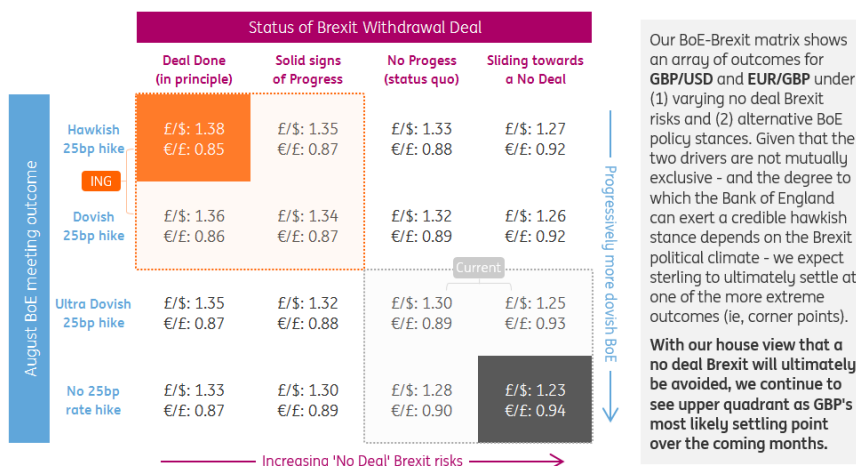 Status of Brexit Withdrawal Deal
Deal Done
(in principle)
Solid signs
of Progress
No Progess
(status quo)
Sliding towards
a No Deal
August BoE meeting outcome
Hawkish
25bp hike
£/$: 1.38
€/£: 0.85
£/$: 1.35
€/£: 0.87
£/$: 1.33
€/£: 0.88
£/$: 1.27
€/£: 0.92
ING
Dovish
25bp hike
£/$: 1.36
€/£: 0.86
£/$: 1.34
€/£: 0.87
£/$: 1.32
€/£: 0.89
£/$: 1.26
€/£: 0.92
Current
Ultra Dovish
25bp hike
£/$: 1.35
€/£: 0.87
£/$: 1.32
€/£: 0.88
£/$: 1.30
€/£: 0.89
£/$: 1.25
€/£: 0.93
No 25bp
rate hike
£/$: 1.33
€/£: 0.87
£/$: 1.30
€/£: 0.89
£/$: 1.28
€/£: 0.90
£/$: 1.23
€/£: 0.94
Progressively more dovish BoE
Increasing 'No Deal' Brexit risks
Our BoE-Brexit matrix shows
an array of outcomes for
GBP/USD and EUR/GBP under
(1) varying no deal Brexit
risks and (2) alternative BoE
policy stances. Given that the
two drivers are not mutually
exclusive - and the degree to
which the Bank of England
can exert a credible hawkish
stance depends on the Brexit
political climate - we expect
sterling to ultimately settle at
one of the more extreme
outcomes (ie, corner points).
With our house view that a
no deal Brexit will ultimately
be avoided, we continue to
see upper quadrant as GBP's
most likely settling point
over the coming months.